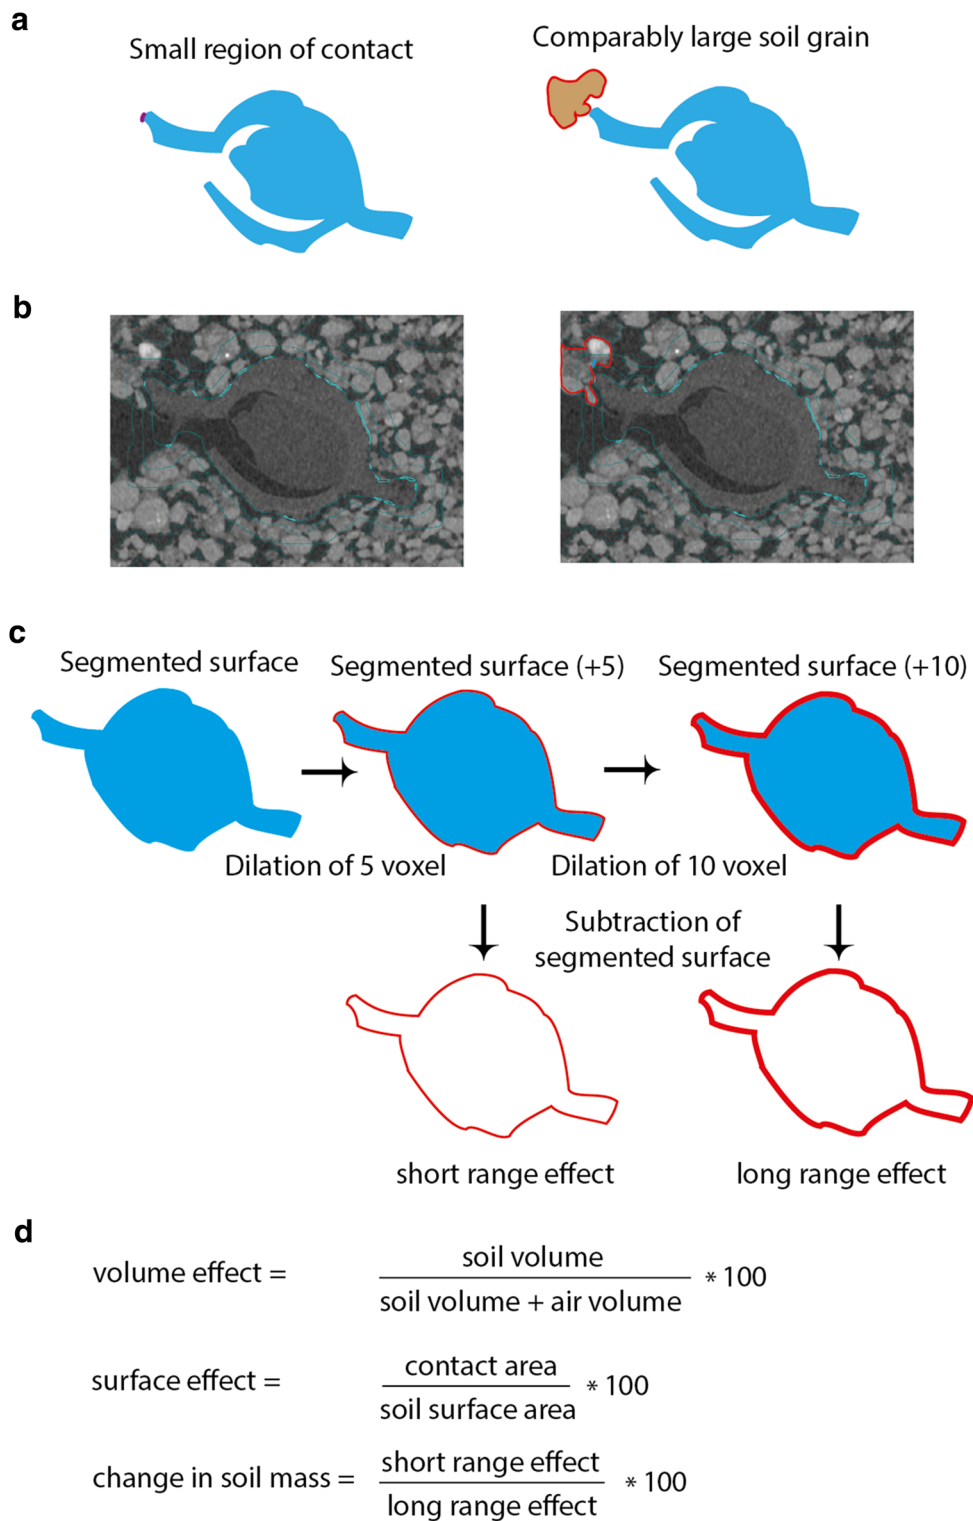 a
Small region of contact
Comparably large soil grain
b
c
Segmented surface
Segmented surface (+5)
Segmented surface (+10)
Dilation of 5 voxel
Dilation of 10 voxel
Subtraction of
segmented surface
short range effect
long range effect
d
volume effect = soil volume
soil volume + air volume * 100
surface effect = contact area
soil surface area * 100
change in soil mass = short range effect
long range effect * 100